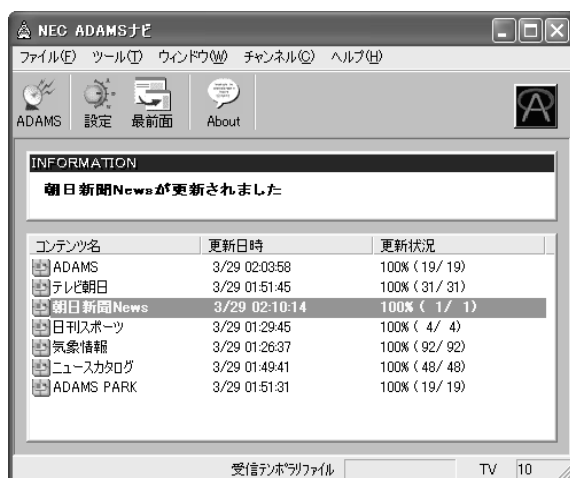 NEC ADAMSナビ
ファイル(F) ツール(T) ウィンドウ(W) チャンネル(C) ヘルプ(H)
ADAMS 設定 最前面 About
INFORMATION
朝日新聞Newsが更新されました
コンテンツ名 更新日時 更新状況
ADAMS 3/29 02:03:58 100% ( 19/ 19)
テレビ朝日 3/29 01:51:45 100% ( 31/ 31)
朝日新聞News 3/29 02:10:14 100% ( 1/ 1)
日刊スポーツ 3/29 01:29:45 100% ( 4/ 4)
気象情報 3/29 01:26:37 100% ( 92/ 92)
ニュースカタログ 3/29 01:49:41 100% ( 48/ 48)
ADAMS PARK 3/29 01:51:31 100% ( 19/ 19)
受信テンポラリファイル TV 10